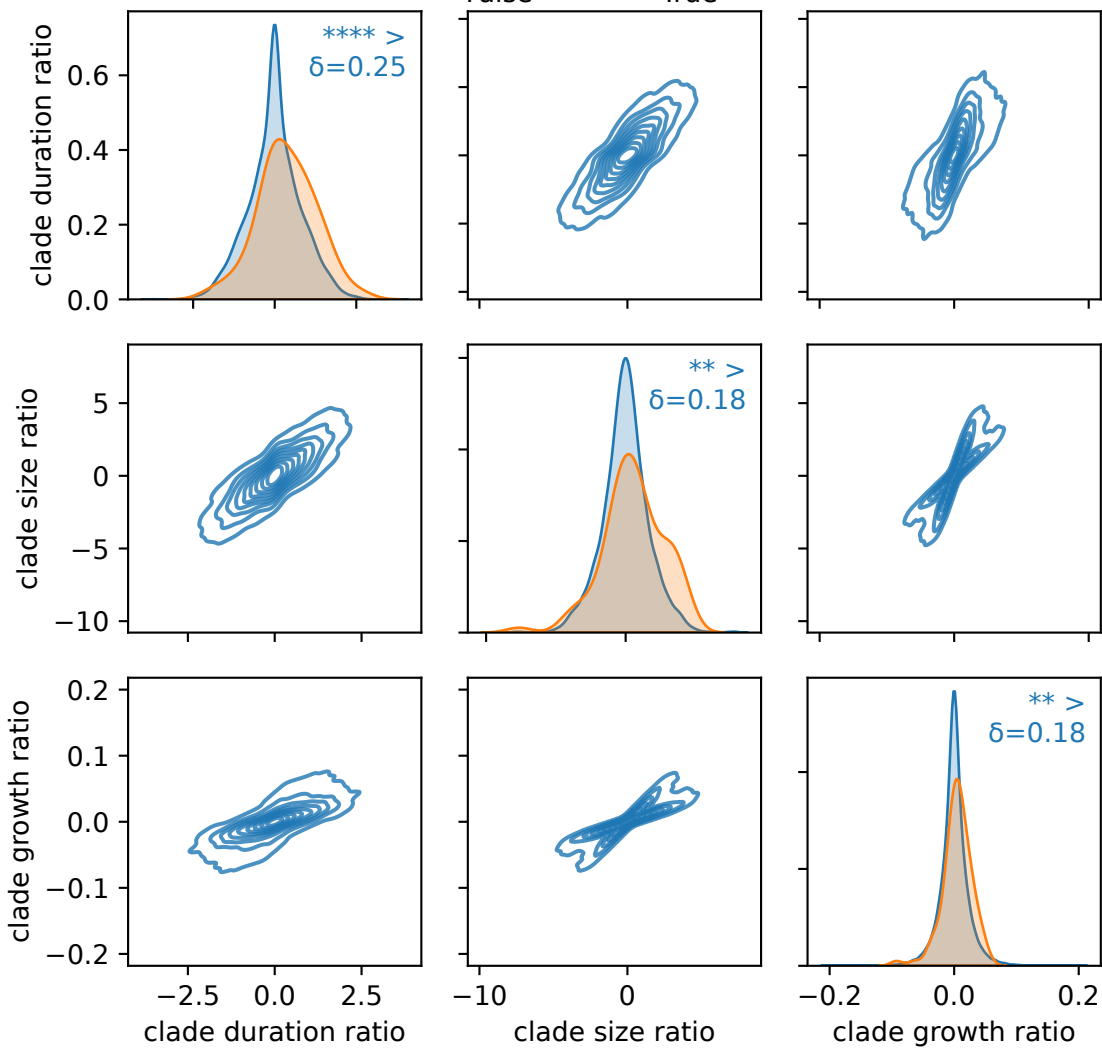 False True
clade duration ratio
0.6
0.4
0.2
0.0
**** >
δ=0.25
clade size ratio
5
0
−5
−10
** >
δ=0.18
clade growth ratio
0.2
0.1
0.0
−0.1
−0.2
** >
δ=0.18
−2.5 0.0 2.5
−10 0
−0.2 0.0 0.2
clade duration ratio
clade size ratio
clade growth ratio